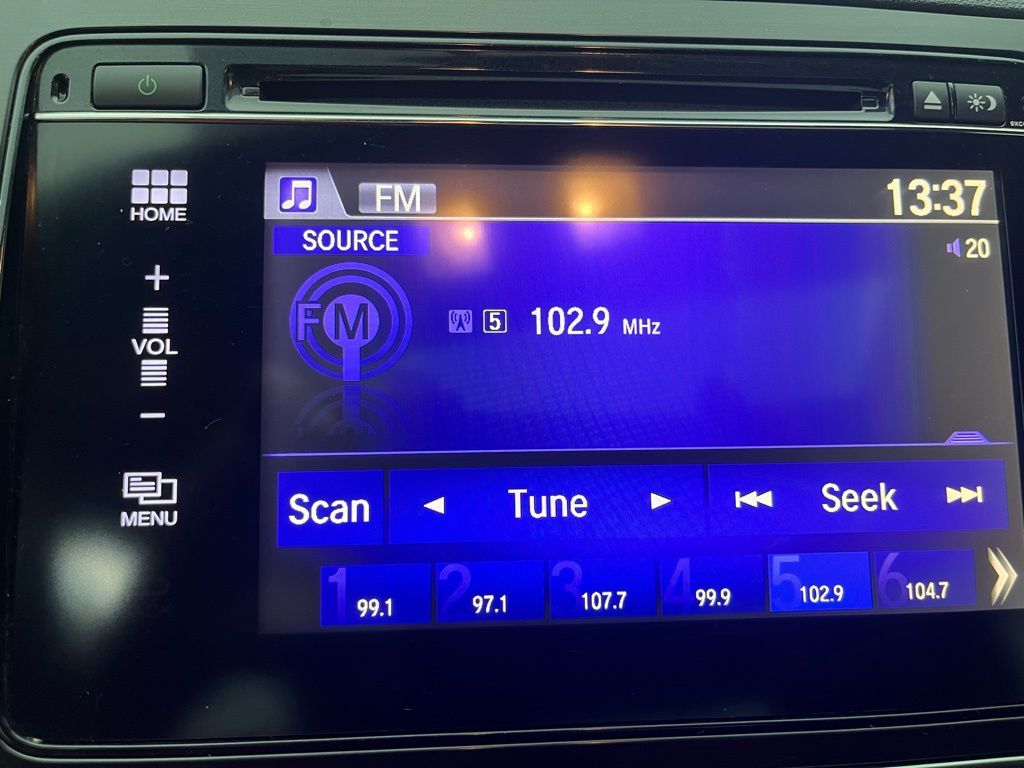 HOME
FM
13:37
SOURCE
20
FM
5 102.9 MHz
+
VOL
−
MENU
Scan
Tune
Seek
1 99.1
2 97.1
3 107.7
4 99.9
5 102.9
6 104.7